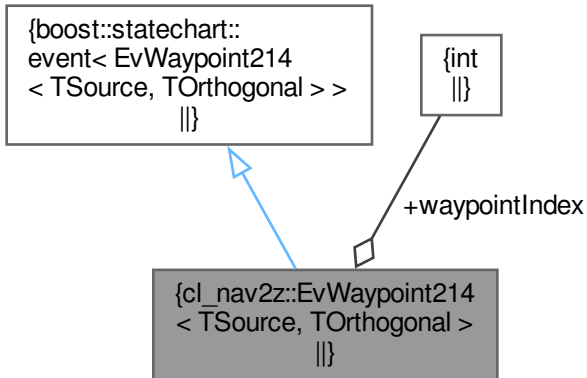 {boost::statechart::
event< EvWaypoint214
< TSource, TOrthogonal > >
||}
{int
||}
+waypointIndex
{cl_nav2z::EvWaypoint214
< TSource, TOrthogonal >
||}